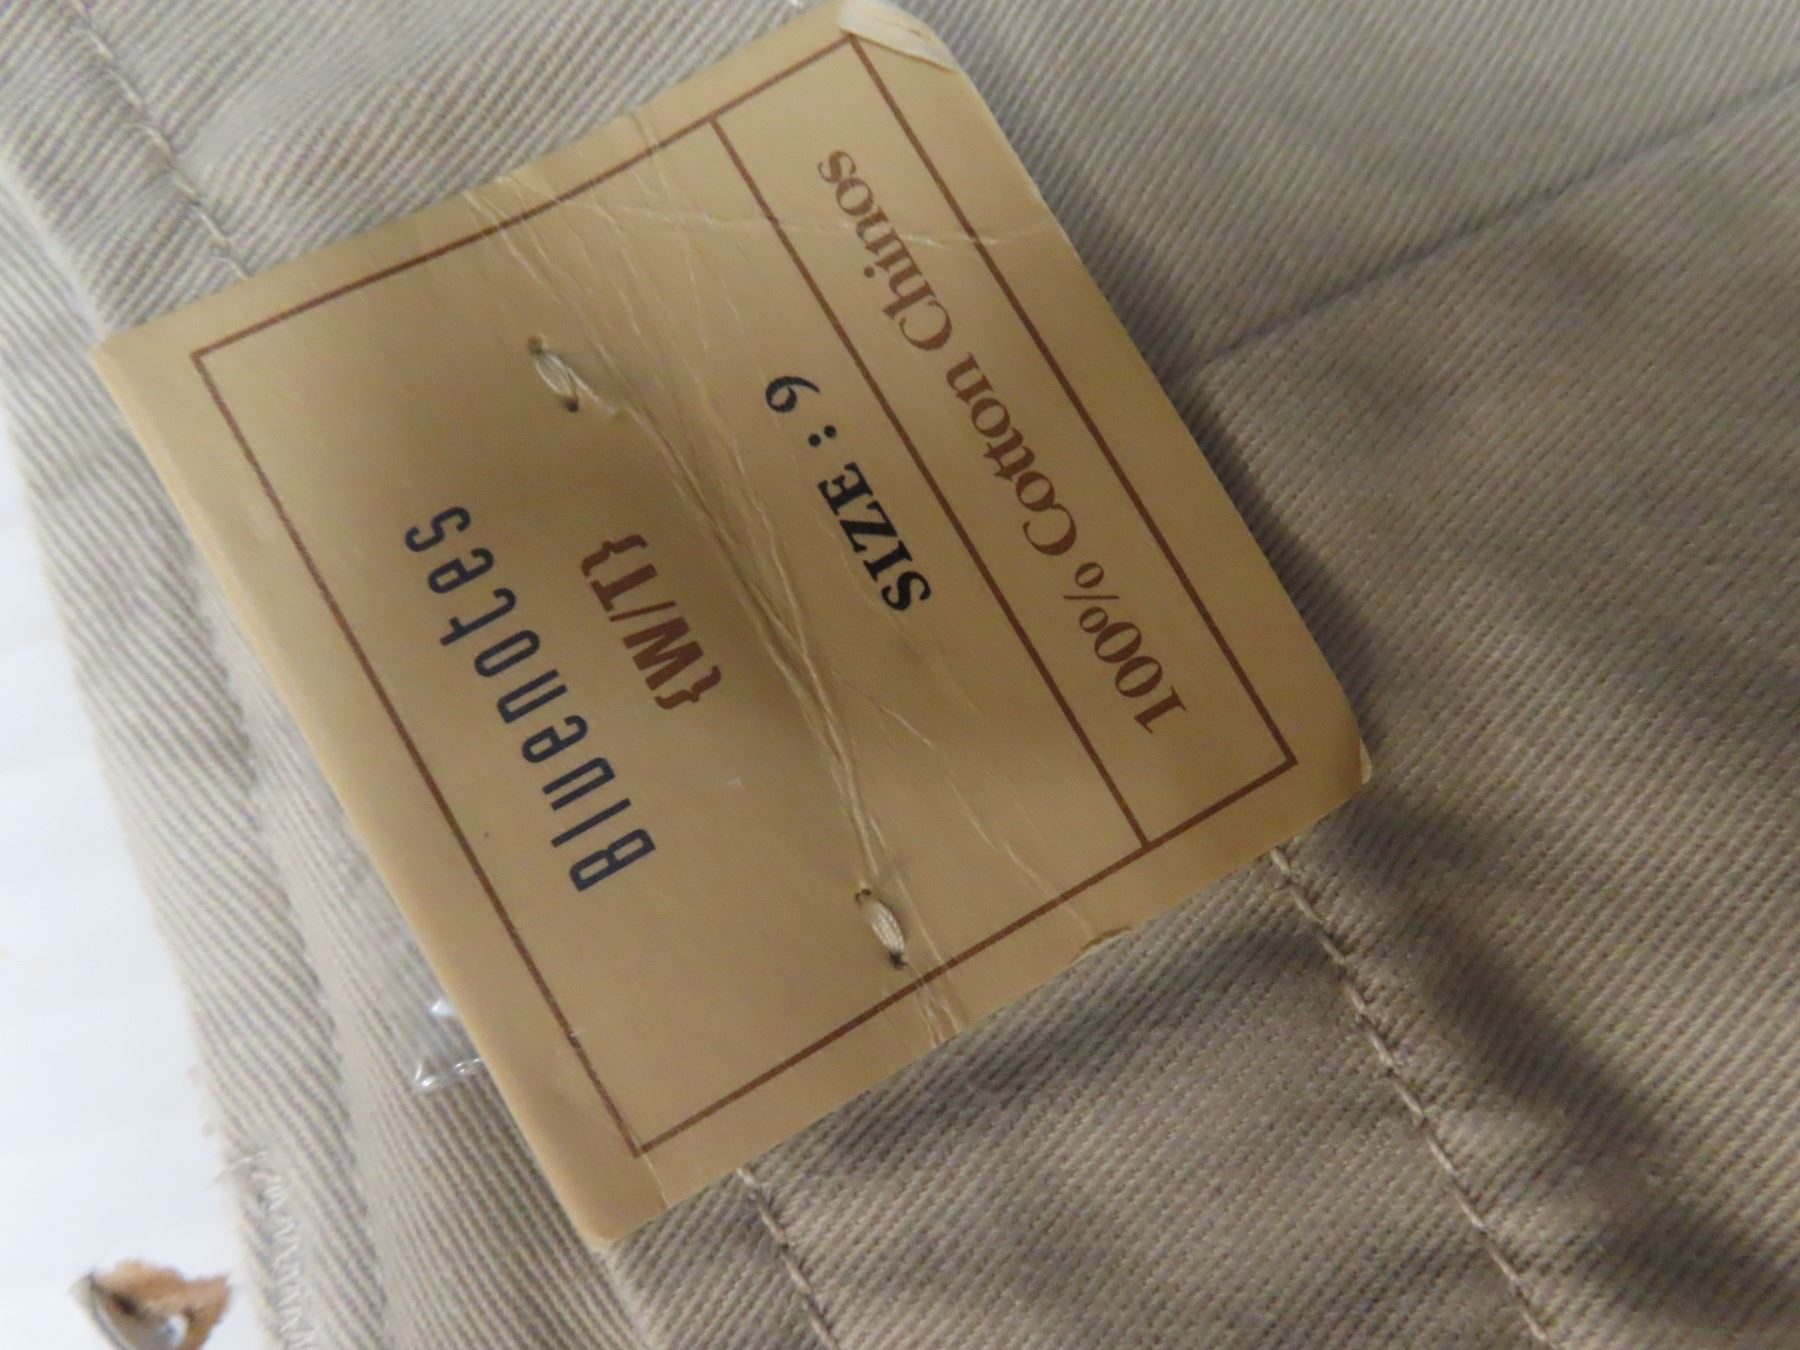 Bluenotes
{W/T}
SIZE : 9
100% Cotton Chinos